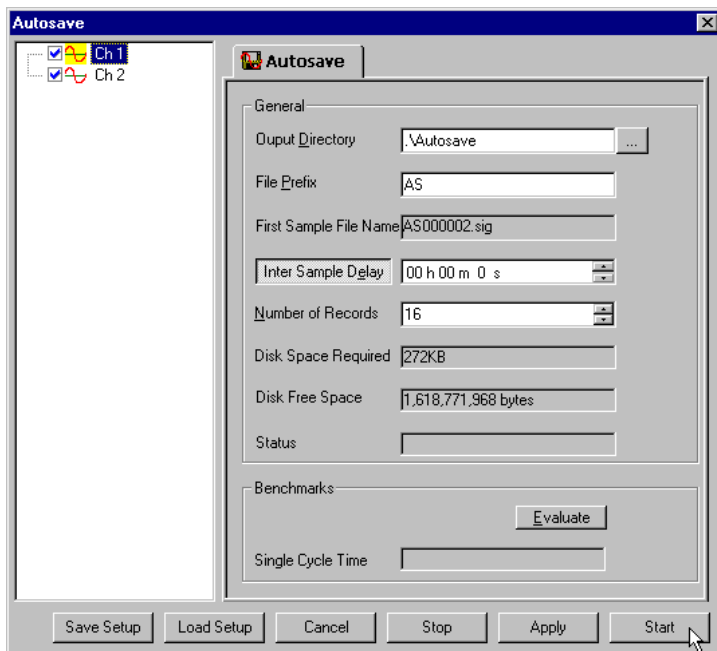 Autosave
Ch 1
Ch 2
Autosave
General
Ouput Directory .\Autosave ...
File Prefix AS
First Sample File Name AS000002.sig
Inter Sample Delay 00 h 00 m 0 s
Number of Records 16
Disk Space Required 272KB
Disk Free Space 1,618,771,968 bytes
Status
Benchmarks
Evaluate
Single Cycle Time
Save Setup Load Setup Cancel Stop Apply Start